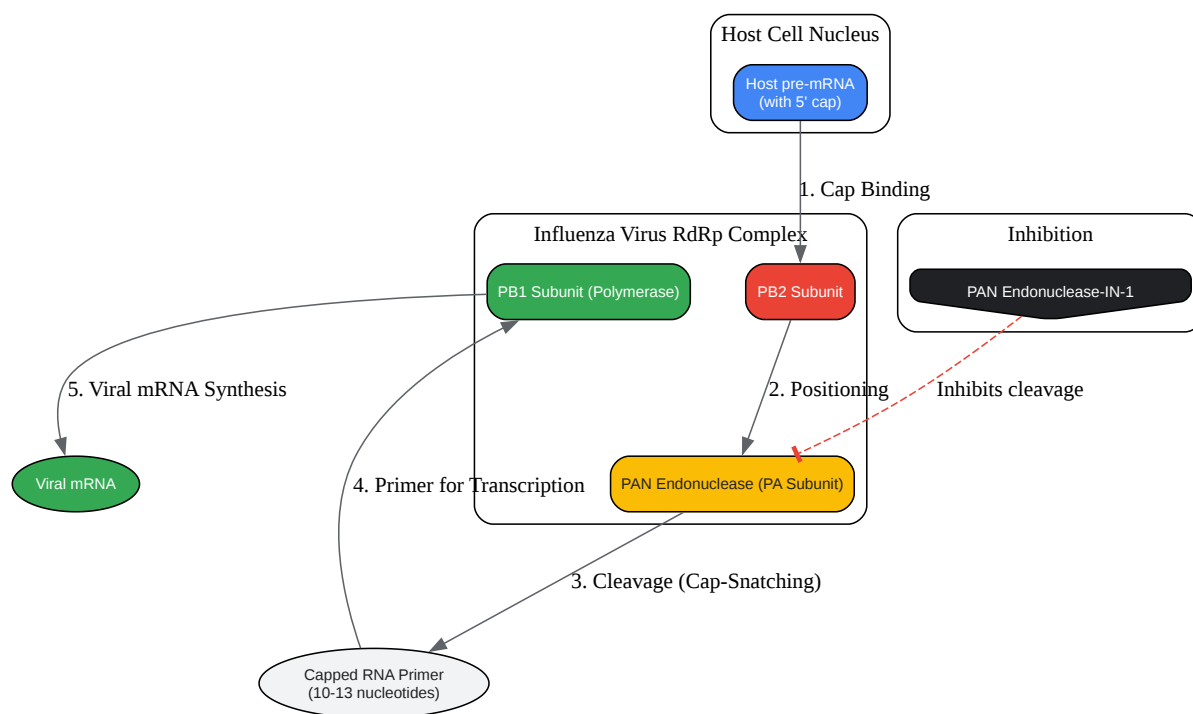 Host Cell Nucleus
Host pre-mRNA
(with 5' cap)
1. Cap Binding
Influenza Virus RdRp Complex
Inhibition
PB1 Subunit (Polymerase)
PB2 Subunit
PAN Endonuclease-IN-1
5. Viral mRNA Synthesis
2. Positioning
Inhibits cleavage
Viral mRNA
4. Primer for Transcription
PAN Endonuclease (PA Subunit)
3. Cleavage (Cap-Snatching)
Capped RNA Primer
(10-13 nucleotides)